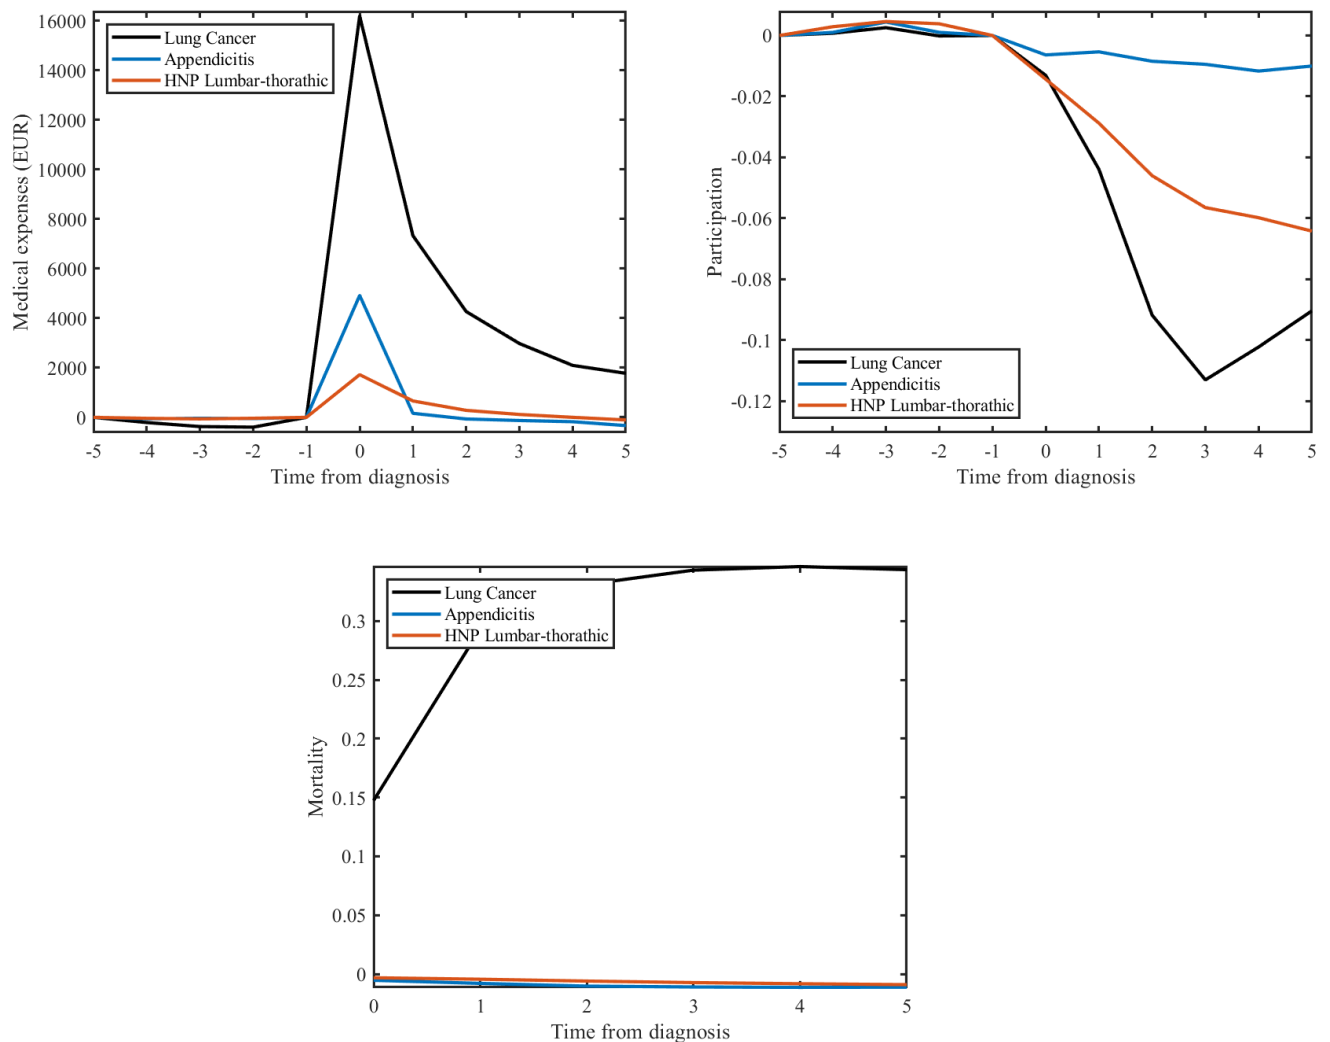 16000
14000
12000
10000
8000
6000
4000
2000
0
Medical expenses (EUR)
Lung Cancer
Appendicitis
HNP Lumbar-thorathic
-5 -4 -3 -2 -1 0 1 2 3 4 5
Time from diagnosis
0
-0.02
-0.04
-0.06
-0.08
-0.1
-0.12
Participation
Lung Cancer
Appendicitis
HNP Lumbar-thorathic
-5 -4 -3 -2 -1 0 1 2 3 4 5
Time from diagnosis
0.3
0.25
0.2
0.15
0.1
0.05
0
Mortality
Lung Cancer
Appendicitis
HNP Lumbar-thorathic
0 1 2 3 4 5
Time from diagnosis